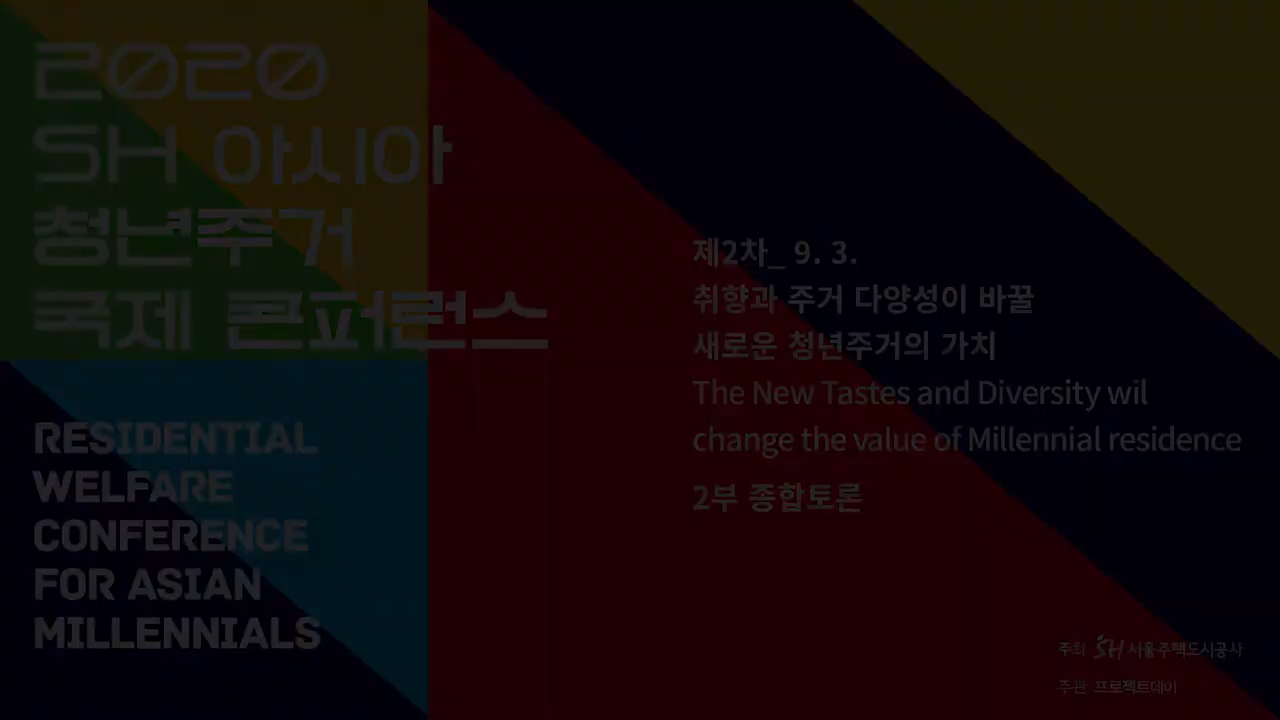 2020
SH 아시아
청년주거
국제 콘퍼런스
RESIDENTIAL
WELFARE
CONFERENCE
FOR ASIAN
MILLENNIALS
제2차_ 9. 3.
취향과 주거 다양성이 바꿀
새로운 청년주거의 가치
The New Tastes and Diversity wil
change the value of Millennial residence
2부 종합토론
주최 SH 서울주택도시공사
주관 프로젝트데이